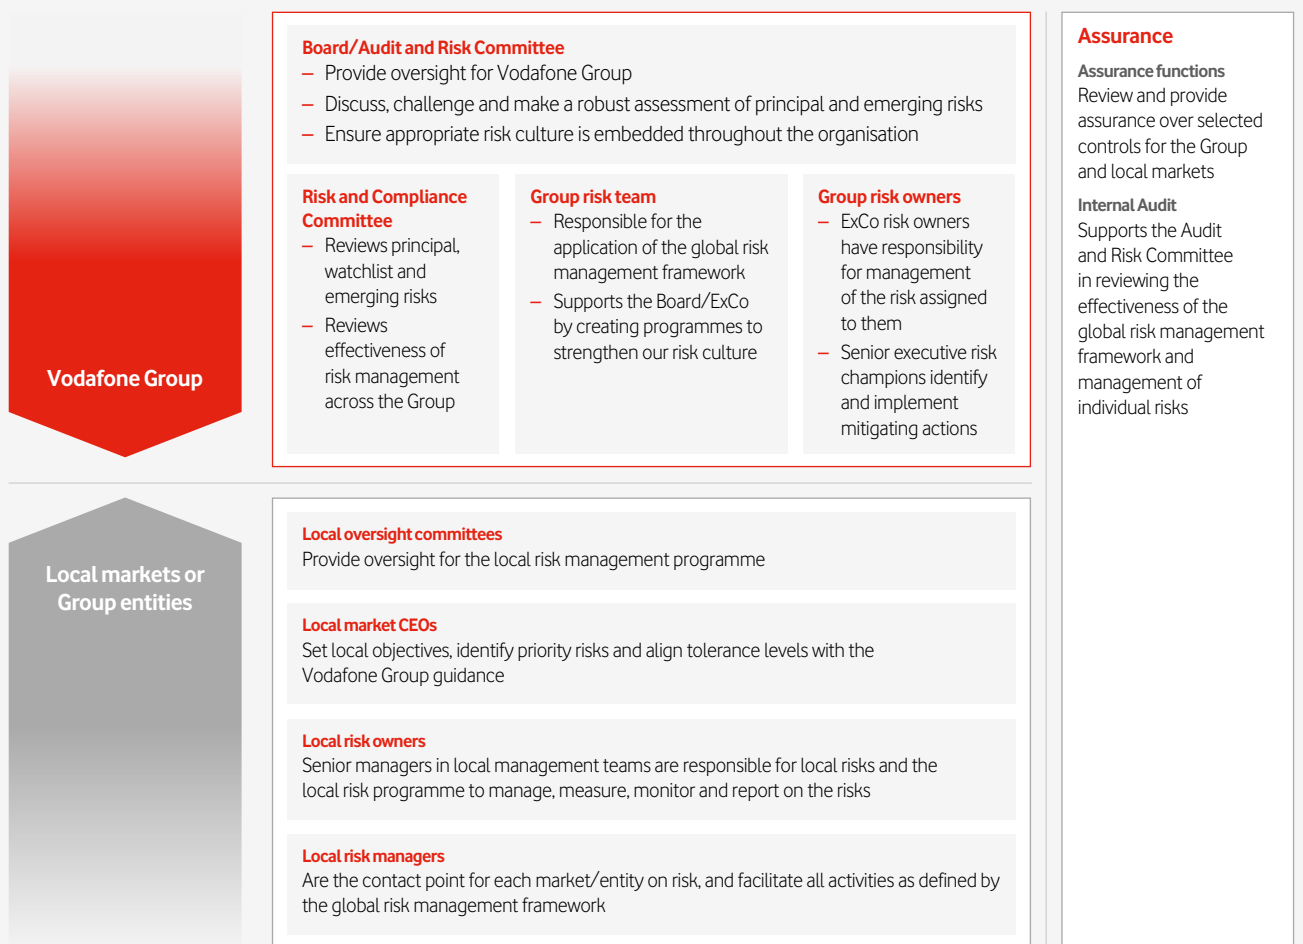 Vodafone Group
Board/Audit and Risk Committee
– Provide oversight for Vodafone Group
– Discuss, challenge and make a robust assessment of principal and emerging risks
– Ensure appropriate risk culture is embedded throughout the organisation
Risk and Compliance
Committee
– Reviews principal,
watchlist and
emerging risks
– Reviews
effectiveness of
risk management
across the Group
Group risk team
– Responsible for the
application of the global risk
management framework
– Supports the Board/ExCo
by creating programmes to
strengthen our risk culture
Group risk owners
– ExCo risk owners
have responsibility
for management
of the risk assigned
to them
– Senior executive risk
champions identify
and implement
mitigating actions
Local markets or
Group entities
Local oversight committees
Provide oversight for the local risk management programme
Local market CEOs
Set local objectives, identify priority risks and align tolerance levels with the
Vodafone Group guidance
Local risk owners
Senior managers in local management teams are responsible for local risks and the
local risk programme to manage, measure, monitor and report on the risks
Local risk managers
Are the contact point for each market/entity on risk, and facilitate all activities as defined by
the global risk management framework
Assurance
Assurance functions
Review and provide
assurance over selected
controls for the Group
and local markets
Internal Audit
Supports the Audit
and Risk Committee
in reviewing the
effectiveness of the
global risk management
framework and
management of
individual risks